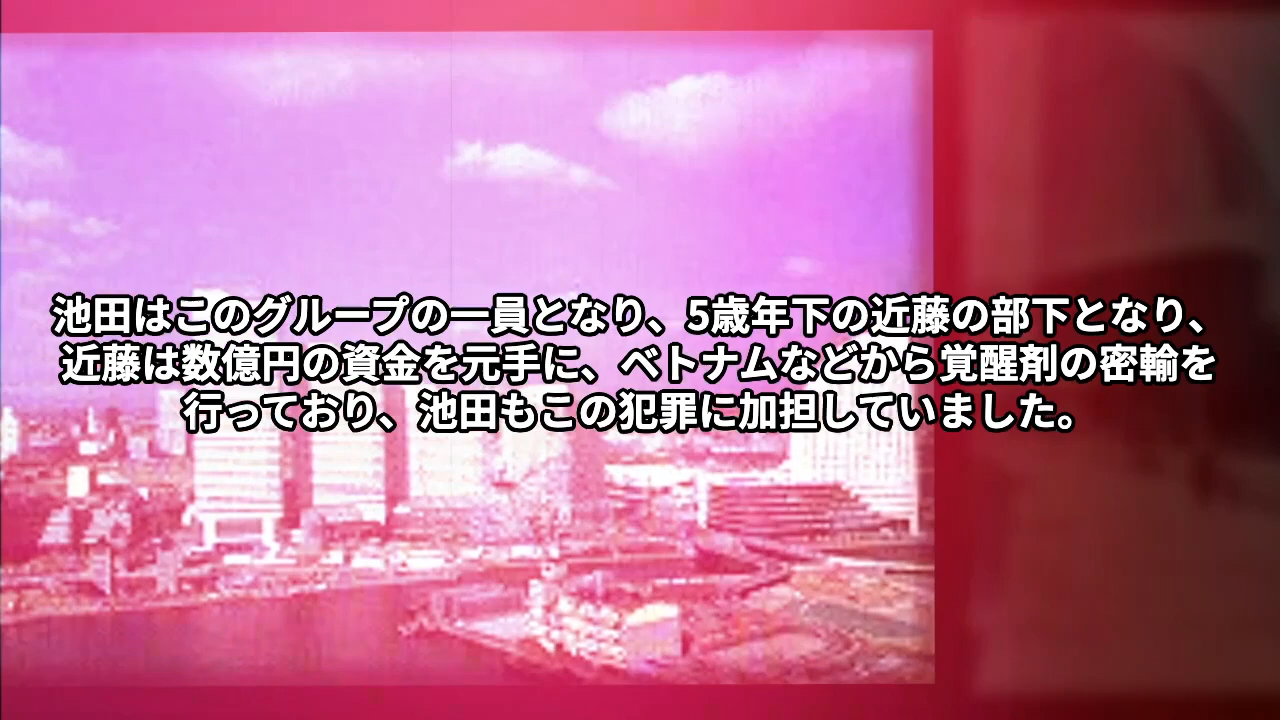 池田はこのグループの一員となり、5歳年下の近藤の部下となり、
近藤は数億円の資金を元手に、ベトナムなどから覚醒剤の密輸を
行っており、池田もこの犯罪に加担していました。